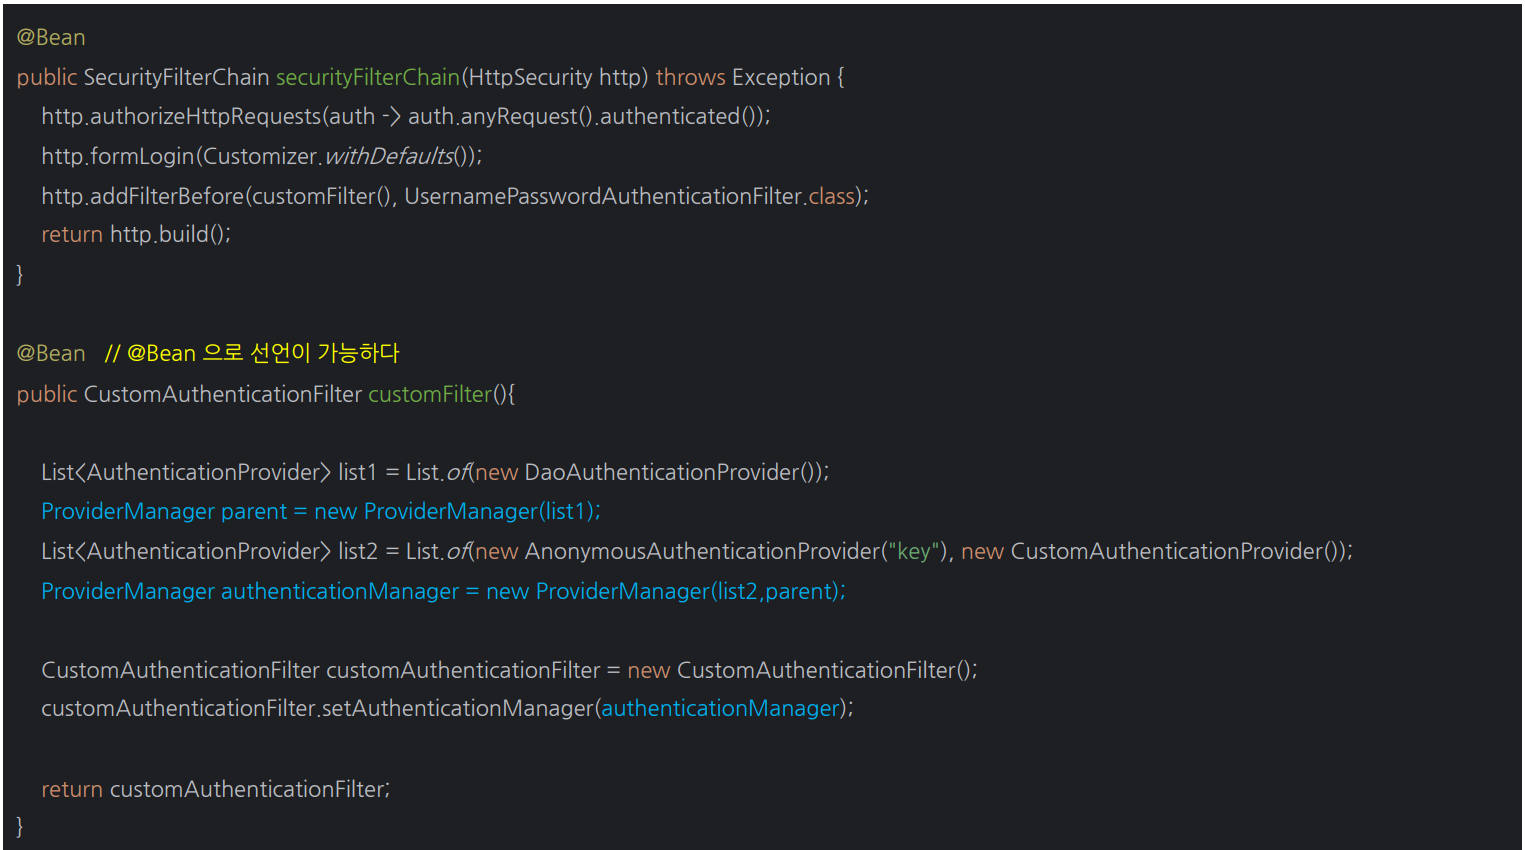 @Bean
public SecurityFilterChain securityFilterChain(HttpSecurity http) throws Exception {
http.authorizeHttpRequests(auth -> auth.anyRequest().authenticated());
http.formLogin(Customizer.withDefaults());
http.addFilterBefore(customFilter(), UsernamePasswordAuthenticationFilter.class);
return http.build();
}
@Bean // @Bean 으로 선언이 가능하다
public CustomAuthenticationFilter customFilter(){
List<AuthenticationProvider> list1 = List.of(new DaoAuthenticationProvider());
ProviderManager parent = new ProviderManager(list1);
List<AuthenticationProvider> list2 = List.of(new AnonymousAuthenticationProvider("key"), new CustomAuthenticationProvider());
ProviderManager authenticationManager = new ProviderManager(list2,parent);
CustomAuthenticationFilter customAuthenticationFilter = new CustomAuthenticationFilter();
customAuthenticationFilter.setAuthenticationManager(authenticationManager);
return customAuthenticationFilter;
}